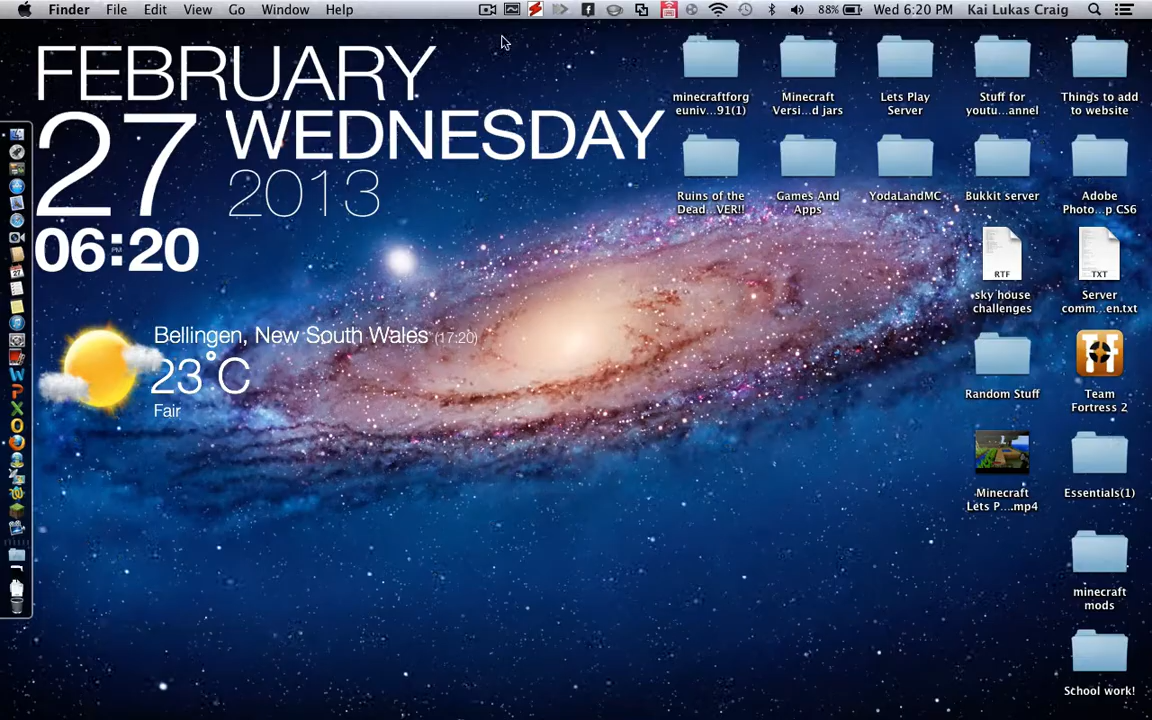 Finder File Edit View Go Window Help 88% Wed 6:20 PM Kai Lukas Craig
FEBRUARY
27 WEDNESDAY
2013
06:20
PM
Bellingen, New South Wales (17:20)
23°C
Fair
minecraftforg
euniv...91(1)
Minecraft
Versi...d jars
Lets Play
Server
Stuff for
youtu...annel
Things to add
to website
Ruins of the
Dead...VER!!
Games And
Apps
YodaLandMC
Bukkit server
Adobe
Photo...p CS6
RTF
sky house
challenges
TXT
Server
comm...en.txt
Random Stuff
Team
Fortress 2
Minecraft
Lets P....mp4
Essentials(1)
minecraft
mods
School work!